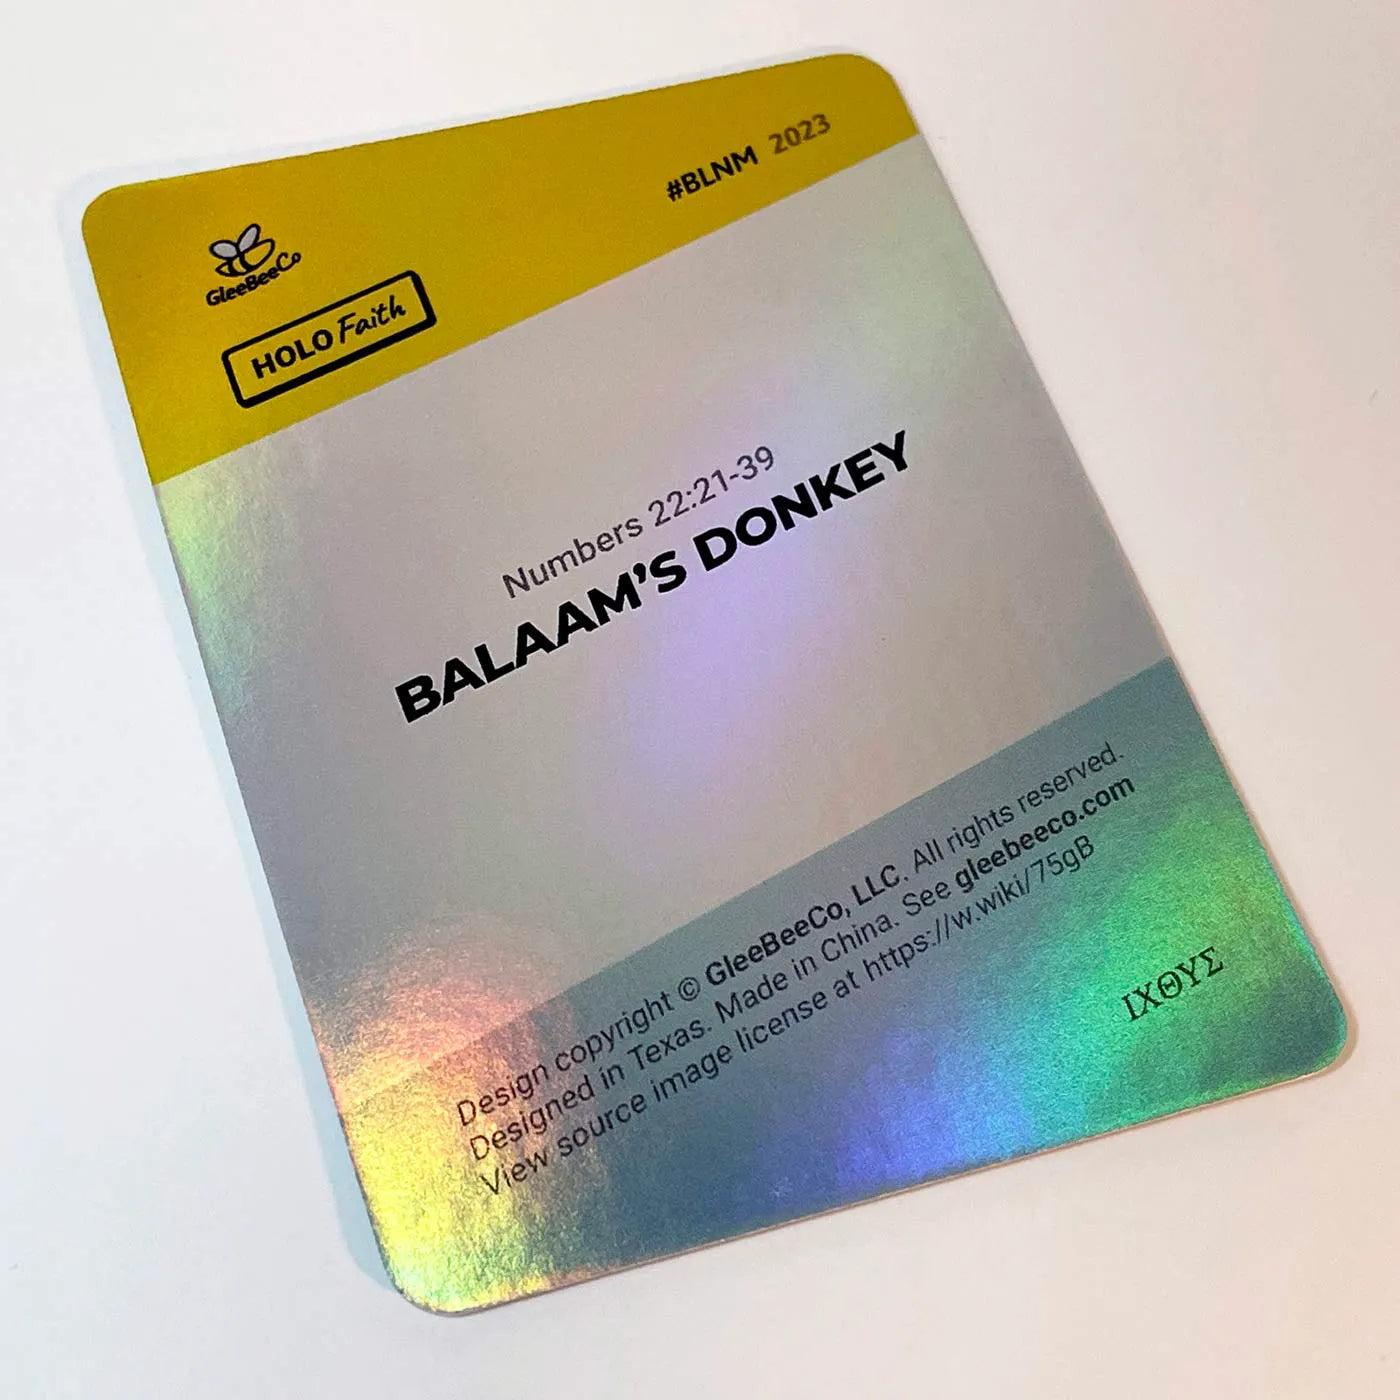 #BLNM 2023
GleeBeeCo
HOLO Faith
Numbers 22:21-39
BALAAM’S DONKEY
Design copyright © GleeBeeCo, LLC. All rights reserved.
Designed in Texas. Made in China. See gleebeeco.com
View source image license at https://w.wiki/75gB
ΙΧΘΥΣ